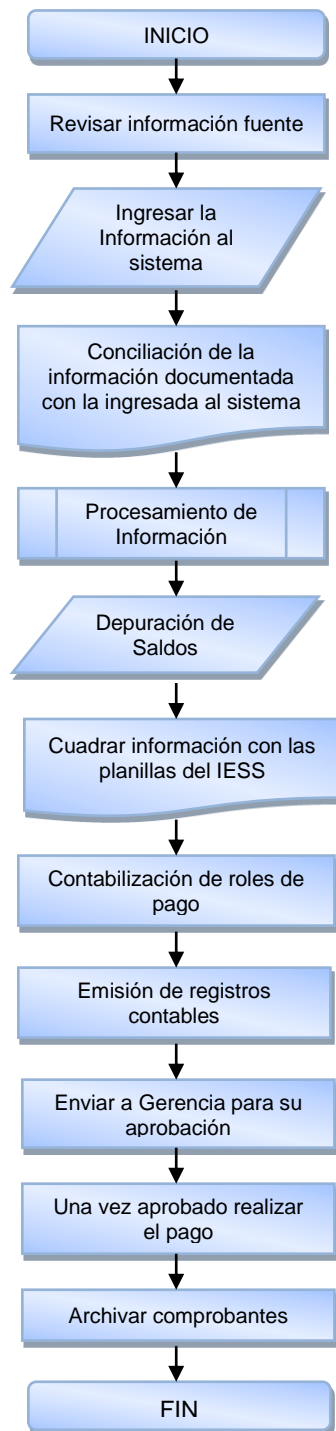 INICIO
Revisar información fuente
Ingresar la
Información al
sistema
Conciliación de la
información documentada
con la ingresada al sistema
Procesamiento de
Información
Depuración de
Saldos
Cuadrar información con las
planillas del IESS
Contabilización de roles de
pago
Emisión de registros
contables
Enviar a Gerencia para su
aprobación
Una vez aprobado realizar
el pago
Archivar comprobantes
FIN